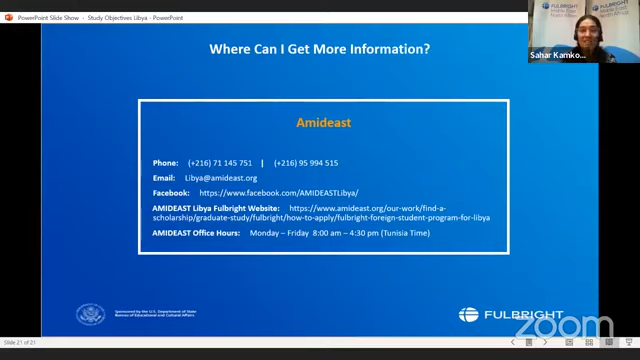 PowerPoint Slide Show - Study Objectives Libya - PowerPoint
FULBRIGHT
FULBRIGHT
Sahar Kamko...
Where Can I Get More Information?
Amideast
Phone: (+216) 71 145 751 | (+216) 95 994 515
Email: Libya@amideast.org
Facebook: https://www.facebook.com/AMIDEASTLibya/
AMIDEAST Libya Fulbright Website: https://www.amideast.org/our-work/find-a-
scholarship/graduate-study/fulbright/how-to-apply/fulbright-foreign-student-program-for-libya
AMIDEAST Office Hours: Monday – Friday 8:00 am – 4:30 pm (Tunisia Time)
Sponsored by the U.S. Department of State
Bureau of Educational and Cultural Affairs
FULBRIGHT
zoom
Slide 21 of 21